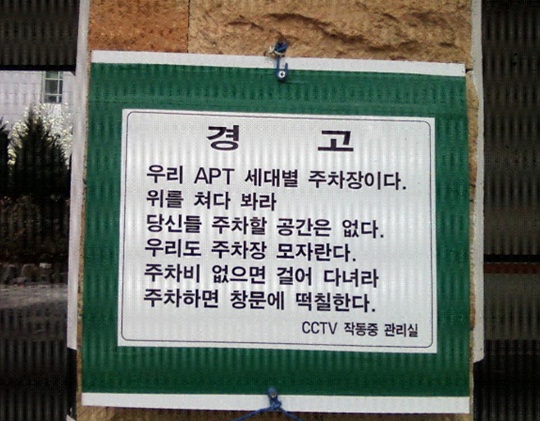 경 고
우리 APT 세대별 주차장이다.
위를 쳐다 봐라
당신들 주차할 공간은 없다.
우리도 주차장 모자란다.
주차비 없으면 걸어 다녀라
주차하면 창문에 떡칠한다.
CCTV 작동중 관리실